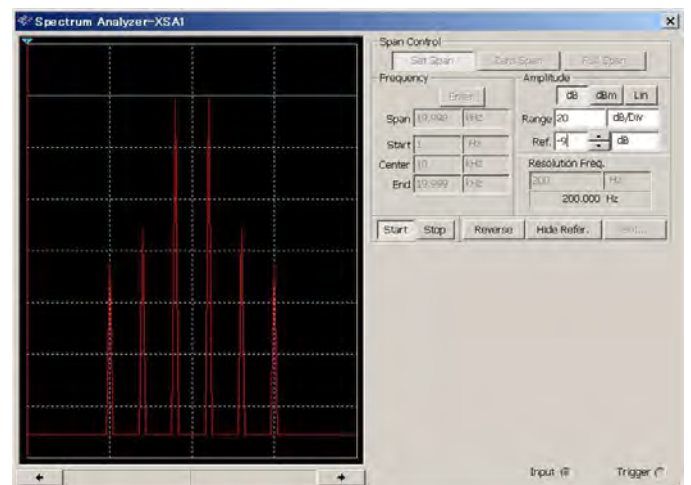 Spectrum Analyzer-XSA1
Span Control
Set Span Zero Span Full Span
Frequency
Enter
Span 19.998 kHz
Start 1 Hz
Center 10 kHz
End 19.999 kHz
Amplitude
dB dBm Lin
Range 20 dB/Div
Ref. -9 dB
Resolution Freq.
200 Hz
200.000 Hz
Start Stop Reverse Hide Refer.
Input Trigger